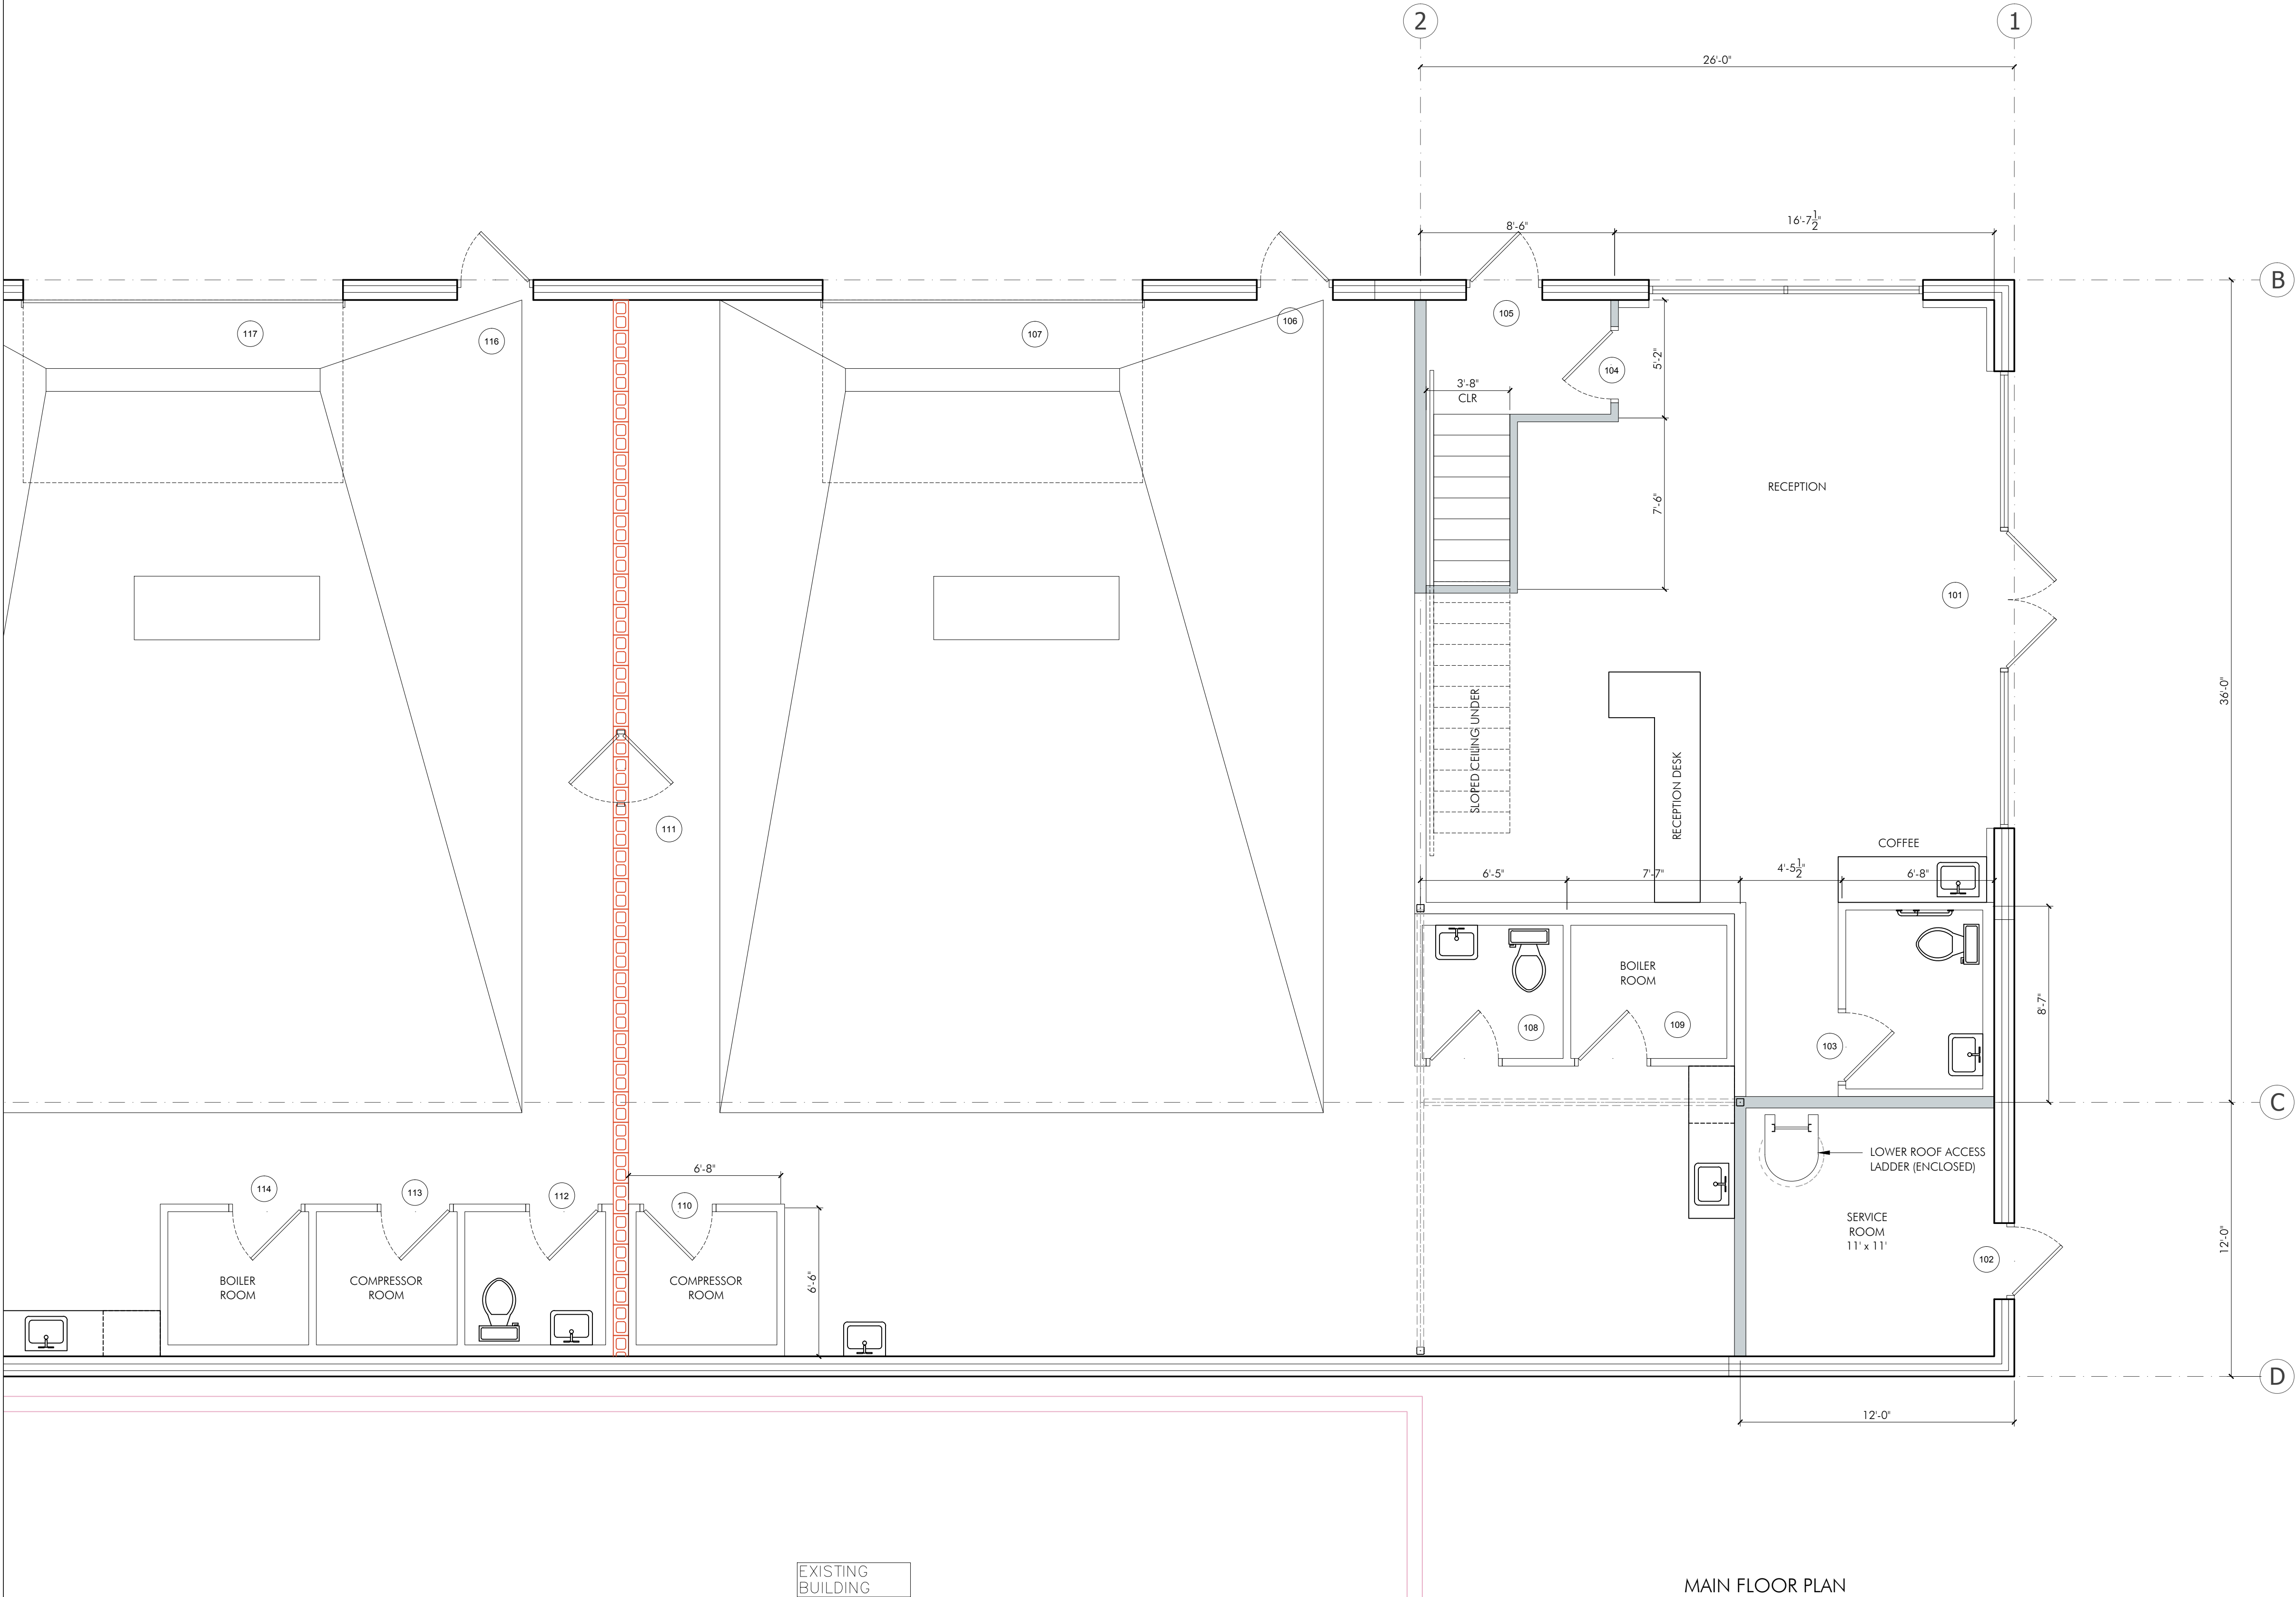 2
1
26'-0"
8'-6"
16'-7 1/2"
B
117
116
107
106
105
104
5'-2"
3'-8"
CLR
7'-6"
RECEPTION
101
36'-0"
SLOPED CEILING UNDER
RECEPTION DESK
111
COFFEE
6'-5"
7'-7"
4'-5 1/2"
6'-8"
BOILER
ROOM
108
109
103
8'-7"
C
LOWER ROOF ACCESS
LADDER (ENCLOSED)
6'-8"
114
113
112
110
SERVICE
ROOM
11' x 11'
102
12'-0"
BOILER
ROOM
COMPRESSOR
ROOM
COMPRESSOR
ROOM
6'-6"
D
12'-0"
EXISTING
BUILDING
MAIN FLOOR PLAN